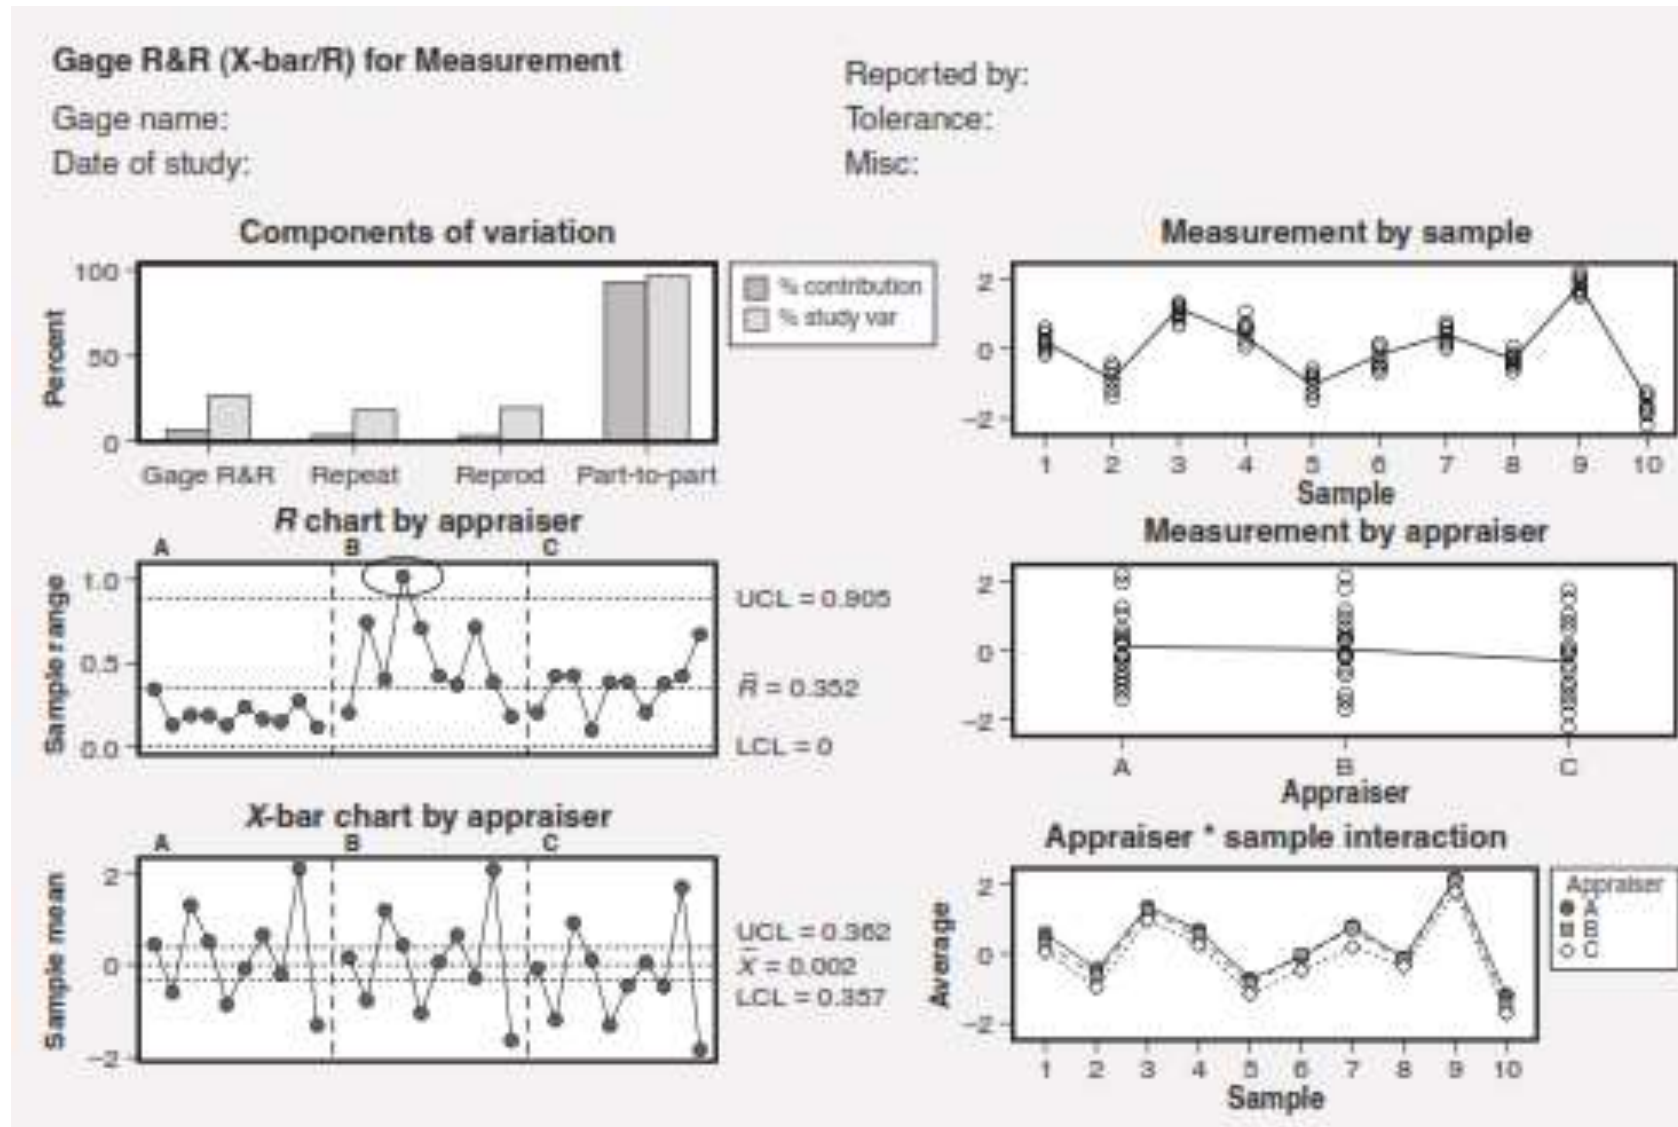 Gage R&R (X-bar/R) for Measurement
Gage name:
Date of study:
Reported by:
Tolerance:
Misc:
Components of variation
Percent
100
50
0
Gage R&R Repeat Reprod Part-to-part
% contribution
% study var
R chart by appraiser
A B C
Sample range
1.0
0.5
0.0
UCL = 0.905
R̄ = 0.352
LCL = 0
X-bar chart by appraiser
A B C
Sample mean
2
0
−2
UCL = 0.362
X̄ = 0.002
LCL = 0.357
Measurement by sample
2
0
−2
1 2 3 4 5 6 7 8 9 10
Sample
Measurement by appraiser
2
0
−2
A B C
Appraiser
Appraiser * sample interaction
Average
2
0
−2
1 2 3 4 5 6 7 8 9 10
Sample
Appraiser
A
B
C